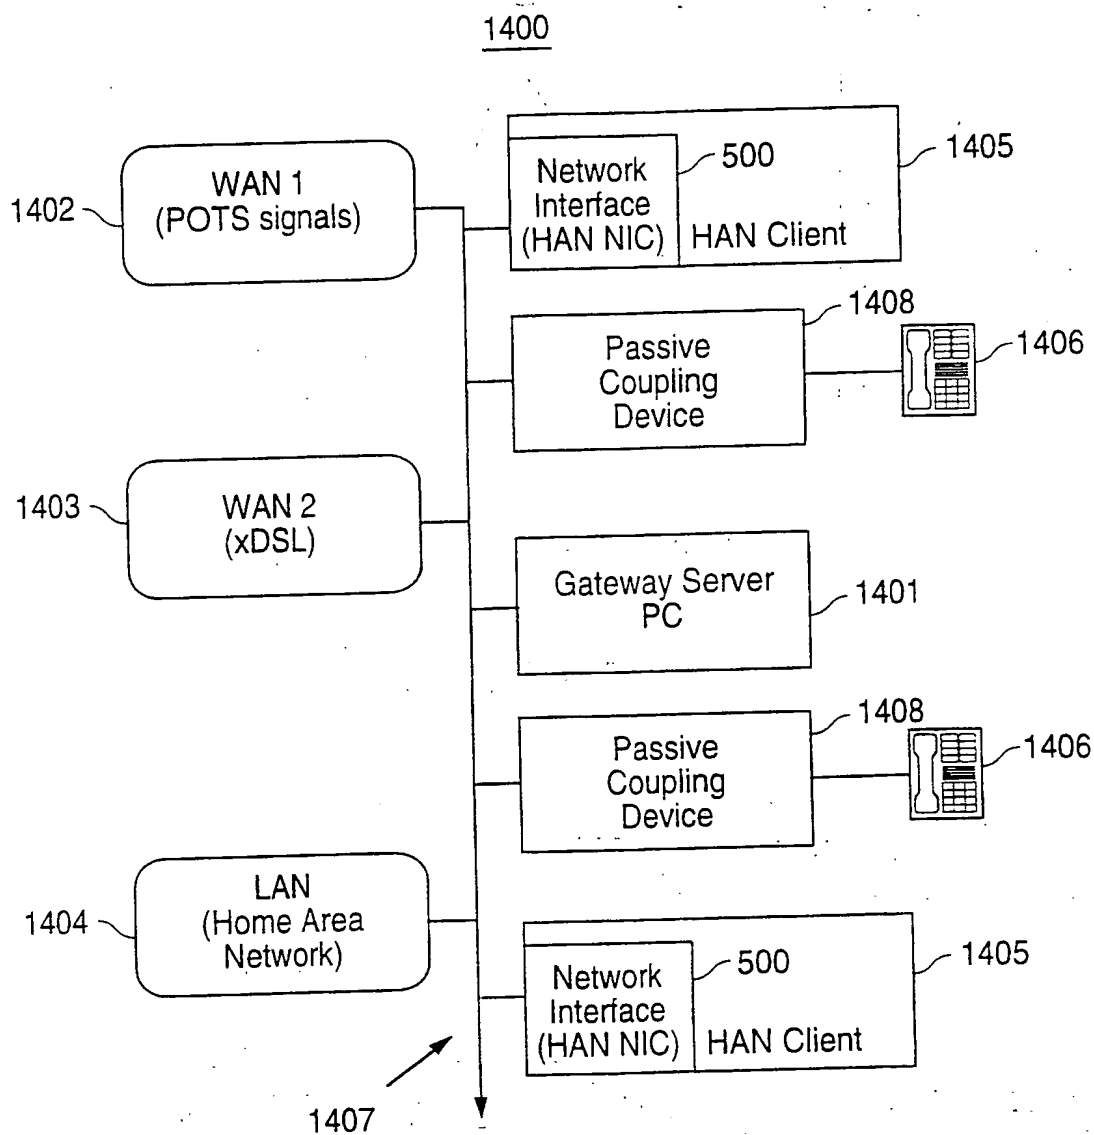 1400
WAN 1
(POTS signals)
1402
Network
Interface
(HAN NIC)
500
HAN Client
1405
Passive
Coupling
Device
1408
1406
WAN 2
(xDSL)
1403
Gateway Server
PC
1401
Passive
Coupling
Device
1408
1406
LAN
(Home Area
Network)
1404
Network
Interface
(HAN NIC)
500
HAN Client
1405
1407